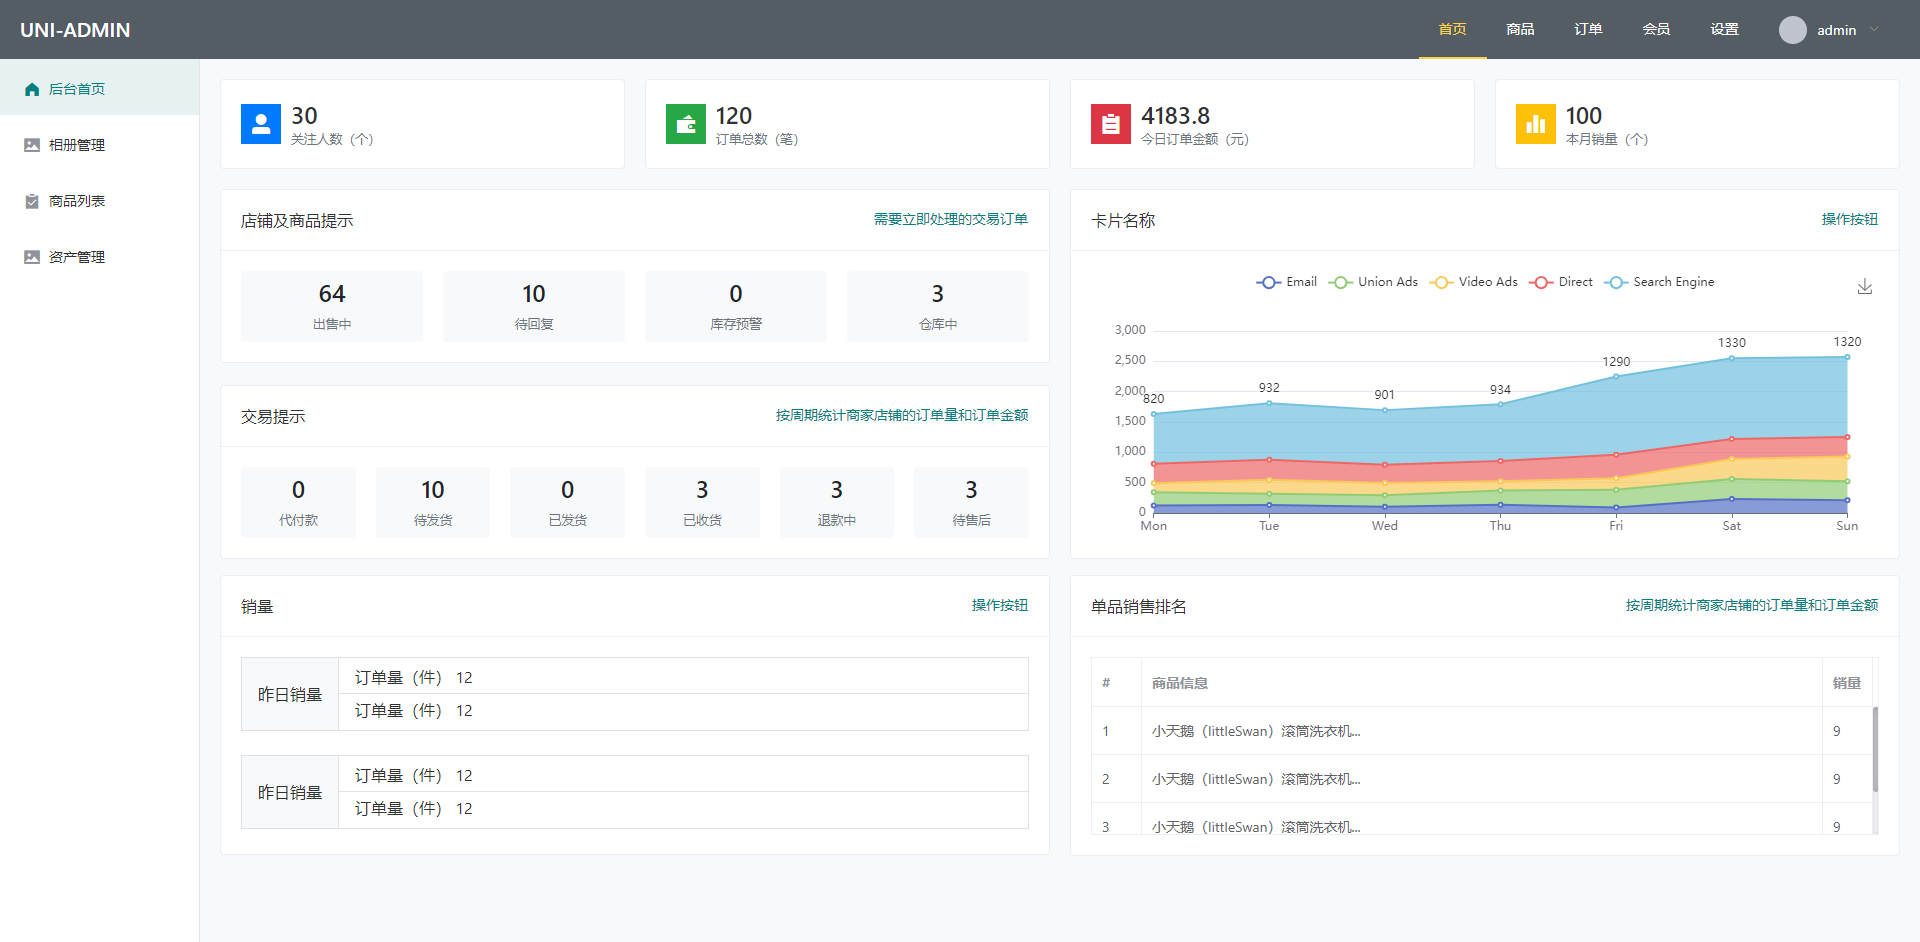 UNI-ADMIN
首页 商品 订单 会员 设置 admin
后台首页
相册管理
商品列表
资产管理
30
关注人数（个）
120
订单总数（笔）
4183.8
今日订单金额（元）
100
本月销量（个）
店铺及商品提示 需要立即处理的交易订单
64 10 0 3
出售中 待回复 库存预警 仓库中
交易提示 按周期统计商家店铺的订单量和订单金额
0 10 0 3 3 3
代付款 待发货 已发货 已收货 退款中 待售后
卡片名称 操作按钮
Email Union Ads Video Ads Direct Search Engine
3,000
2,500
2,000
1,500
1,000
500
0
820 932 901 934 1290 1330 1320
Mon Tue Wed Thu Fri Sat Sun
销量 操作按钮
昨日销量
订单量（件） 12
订单量（件） 12
昨日销量
订单量（件） 12
订单量（件） 12
单品销售排名 按周期统计商家店铺的订单量和订单金额
# 商品信息 销量
1 小天鹅（littleSwan）滚筒洗衣机... 9
2 小天鹅（littleSwan）滚筒洗衣机... 9
3 小天鹅（littleSwan）滚筒洗衣机... 9